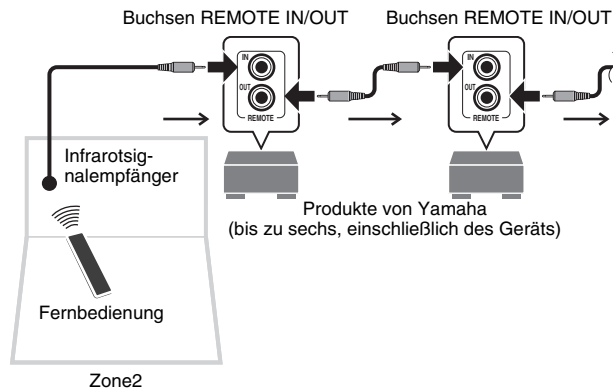 Buchsen REMOTE IN/OUT
Buchsen REMOTE IN/OUT
IN
OUT
REMOTE
IN
OUT
REMOTE
Infrarotsig-
nalempfänger
Produkte von Yamaha
(bis zu sechs, einschließlich des Geräts)
Fernbedienung
Zone2